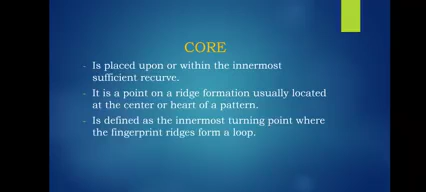 CORE
- Is placed upon or within the innermost
sufficient recurve.
- It is a point on a ridge formation usually located
at the center or heart of a pattern.
- Is defined as the innermost turning point where
the fingerprint ridges form a loop.